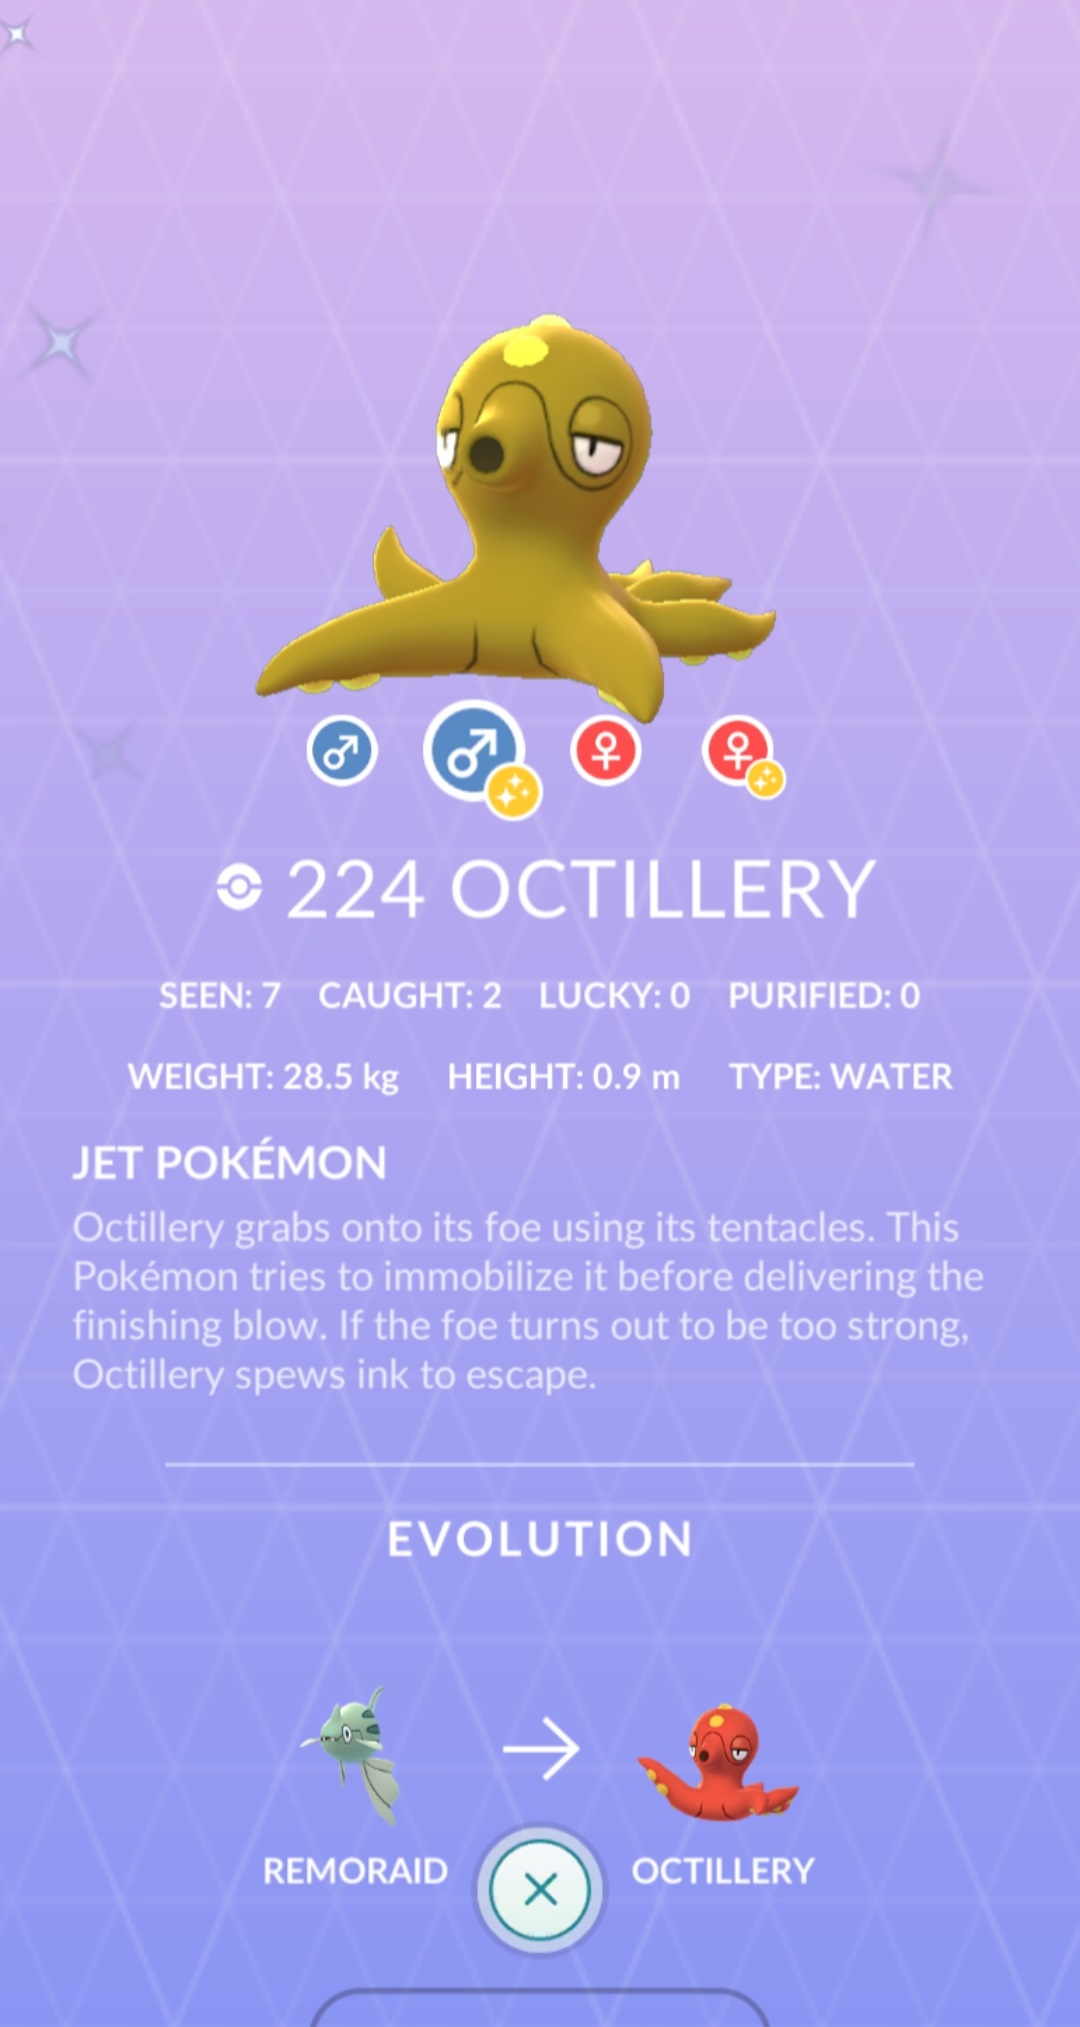 224 OCTILLERY
SEEN: 7 CAUGHT: 2 LUCKY: 0 PURIFIED: 0
WEIGHT: 28.5 kg HEIGHT: 0.9 m TYPE: WATER
JET POKÉMON
Octillery grabs onto its foe using its tentacles. This
Pokémon tries to immobilize it before delivering the
finishing blow. If the foe turns out to be too strong,
Octillery spews ink to escape.
EVOLUTION
REMORAID OCTILLERY